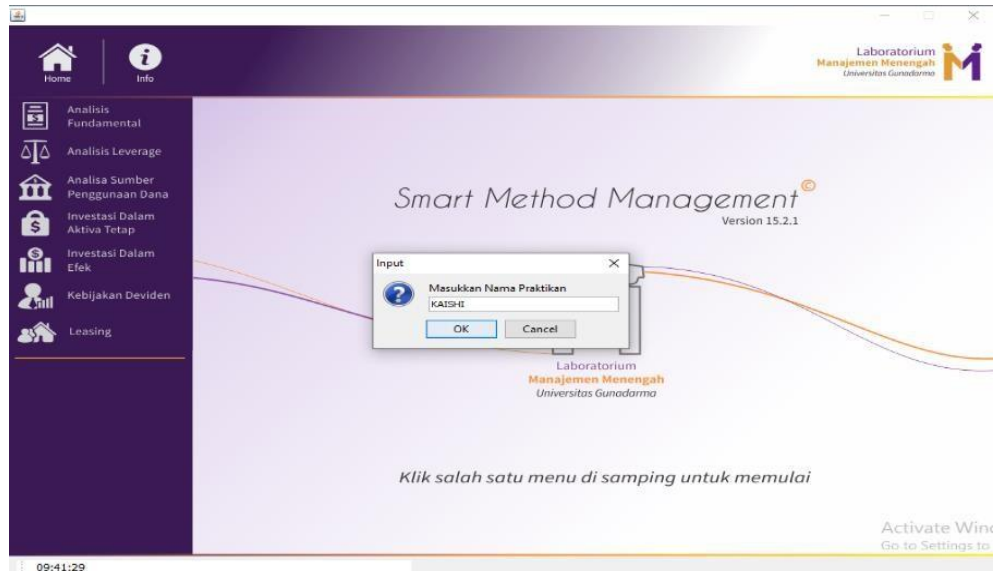 Home
Info
Laboratorium
Manajemen Menengah
Universitas Gunadarma
Analisis
Fundamental
Analisis Leverage
Analisa Sumber
Penggunaan Dana
Investasi Dalam
Aktiva Tetap
Investasi Dalam
Efek
Kebijakan Deviden
Leasing
Smart Method Management©
Version 15.2.1
Input
Masukkan Nama Praktikan
KAISHI
OK
Cancel
Laboratorium
Manajemen Menengah
Universitas Gunadarma
Klik salah satu menu di samping untuk memulai
Activate Wind
Go to Settings to
09:41:29